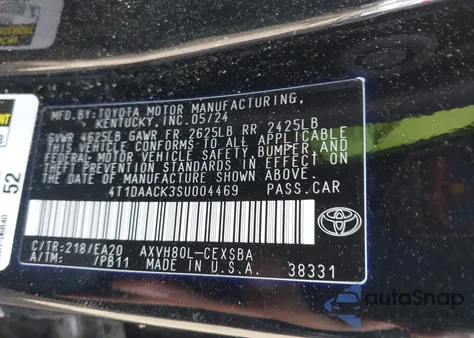 MFD.BY:TOYOTA MOTOR MANUFACTURING,
KENTUCKY, INC.05/24
GVWR 4625LB GAWR FR 2625LB RR 2425LB
THIS VEHICLE CONFORMS TO ALL APPLICABLE
FEDERAL MOTOR VEHICLE SAFETY BUMPER, AND
THEFT PREVENTION STANDARDS IN EFFECT ON
THE DATE OF MANUFACTURE SHOWN ABOVE.
4T1DAACK3SU004469 PASS.CAR
C/TR:218/EA20 AXVH80L-CEXSBA
A/TM: /PB11 MADE IN U.S.A. 38331
TOYOTA
52
autoSnap